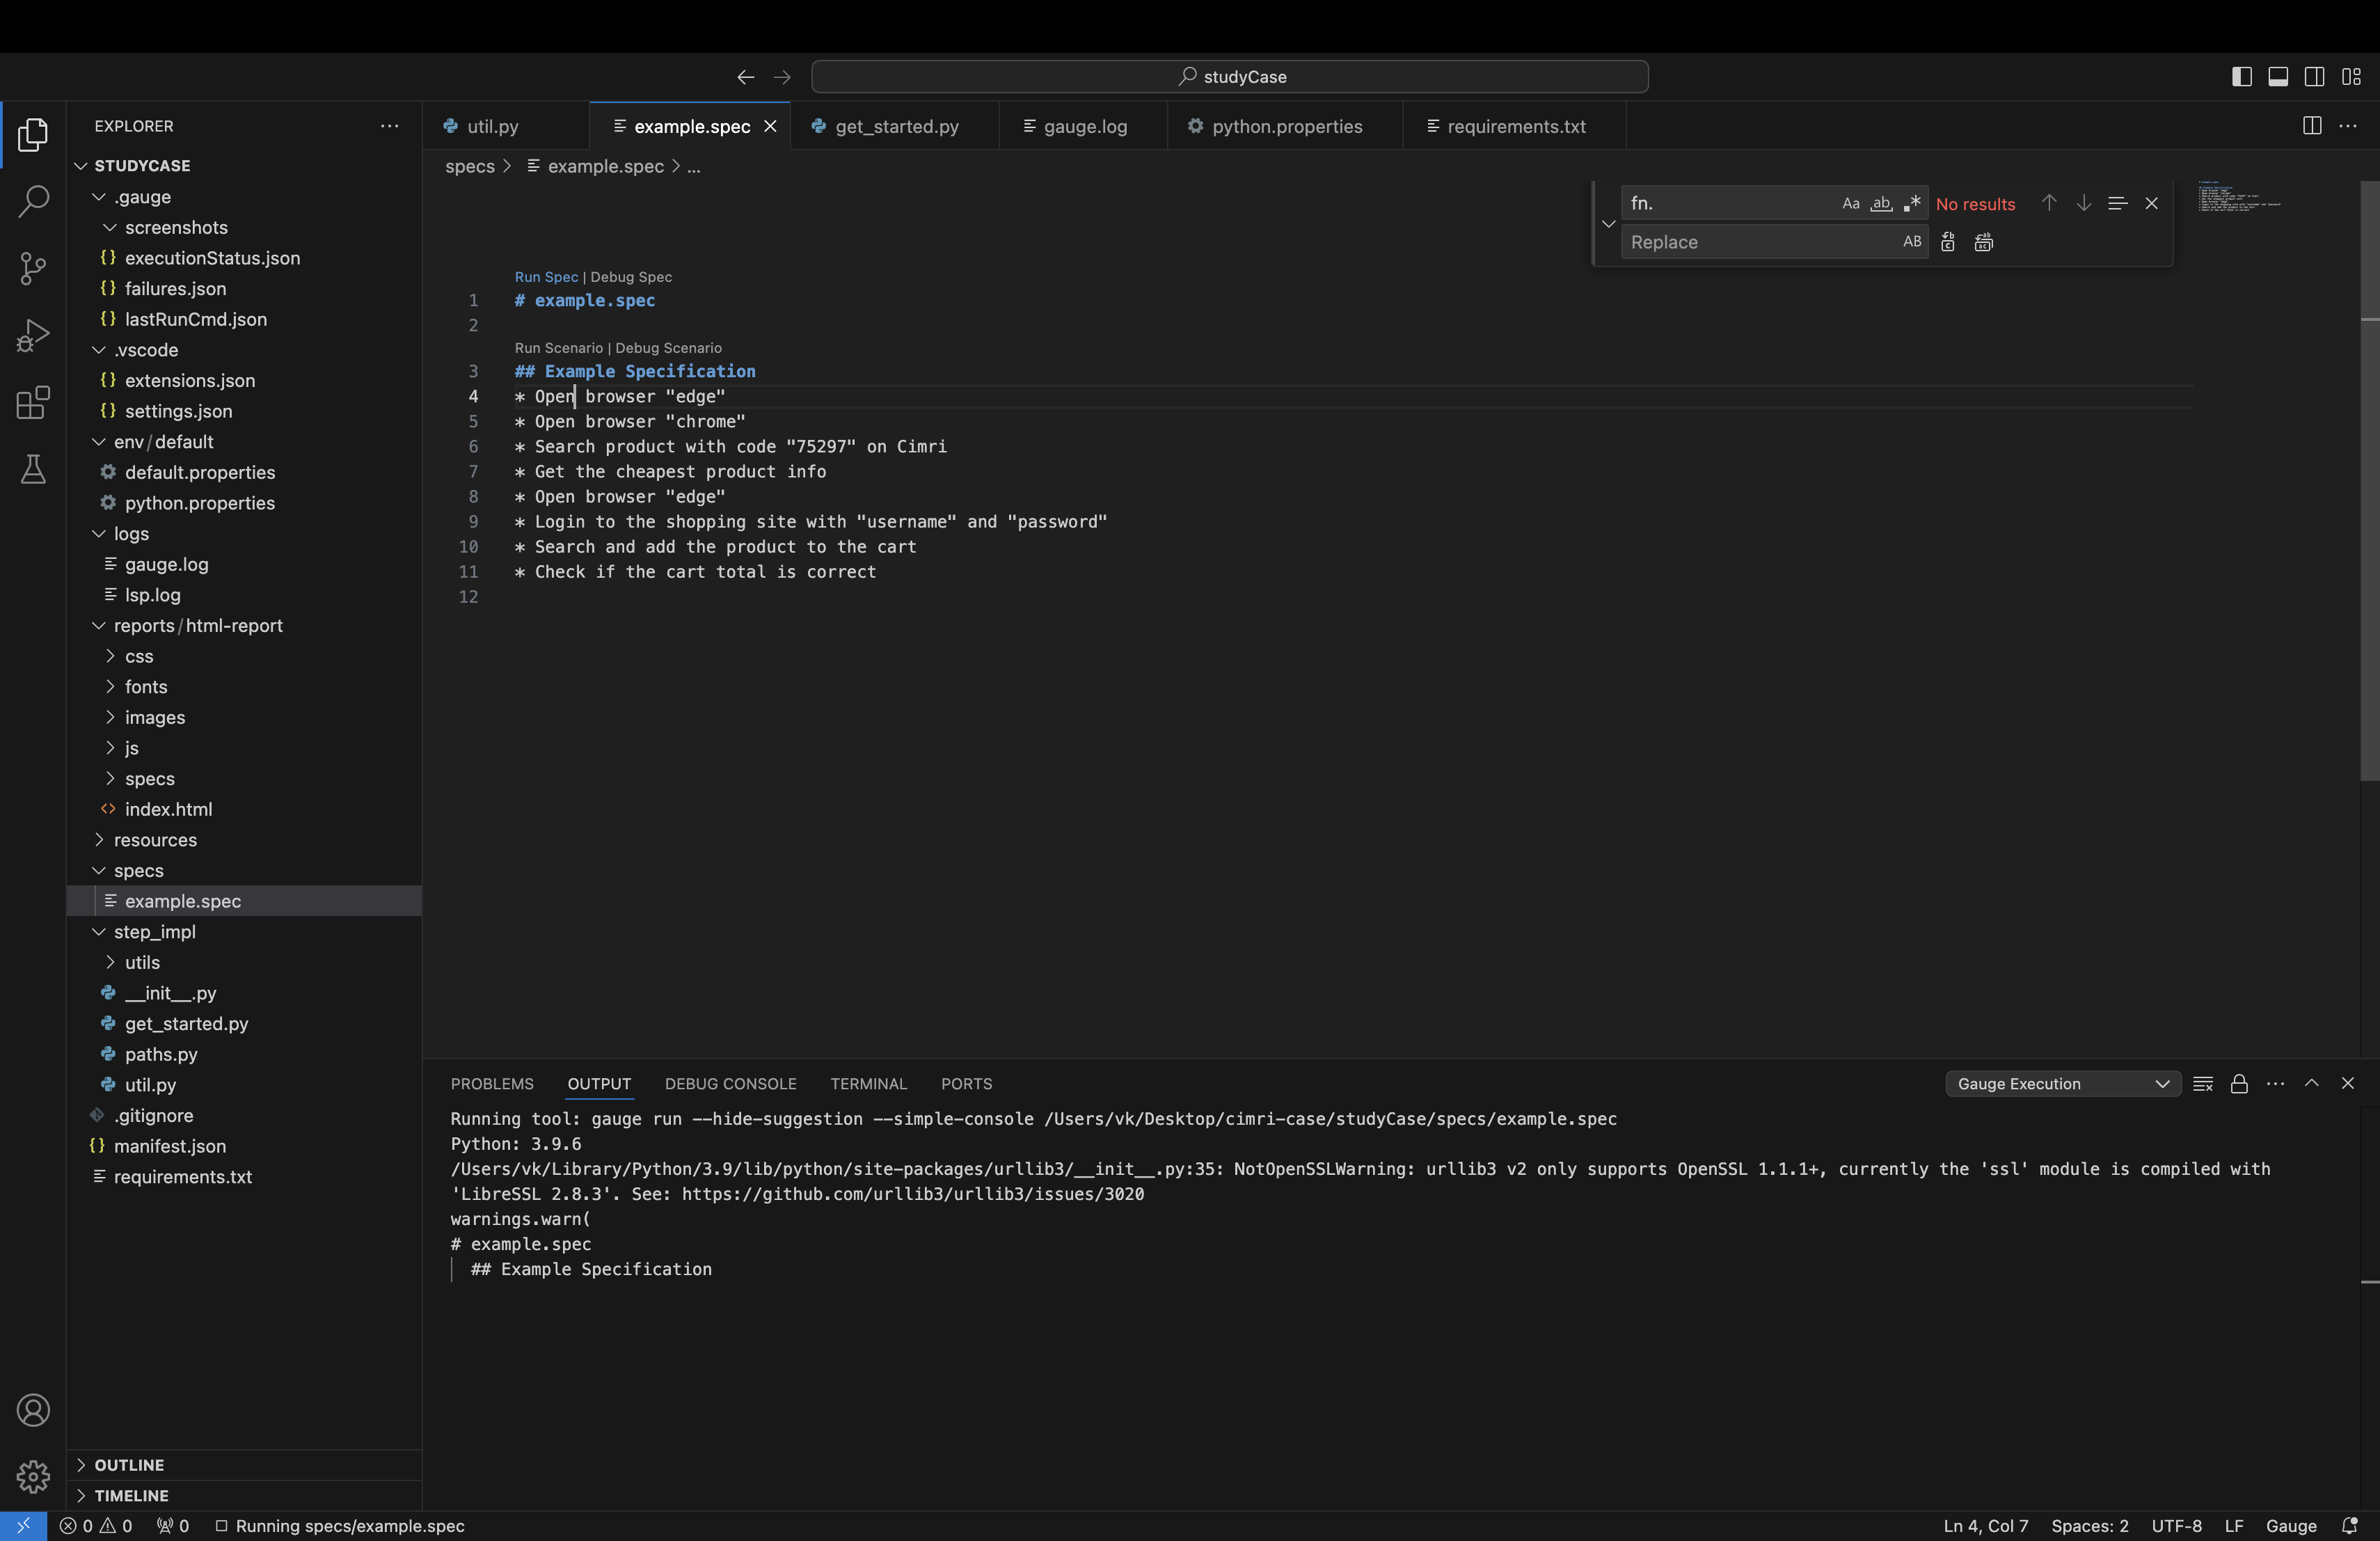 studyCase
EXPLORER
STUDYCASE
.gauge
screenshots
executionStatus.json
failures.json
lastRunCmd.json
.vscode
extensions.json
settings.json
env/default
default.properties
python.properties
logs
gauge.log
lsp.log
reports/html-report
css
fonts
images
js
specs
index.html
resources
specs
example.spec
step_impl
utils
__init__.py
get_started.py
paths.py
util.py
.gitignore
manifest.json
requirements.txt
OUTLINE
TIMELINE
util.py example.spec get_started.py gauge.log python.properties requirements.txt
specs > example.spec > ...
fn. Aa ab No results
Replace AB
Run Spec | Debug Spec
1 # example.spec
2
Run Scenario | Debug Scenario
3 ## Example Specification
4 * Open browser "edge"
5 * Open browser "chrome"
6 * Search product with code "75297" on Cimri
7 * Get the cheapest product info
8 * Open browser "edge"
9 * Login to the shopping site with "username" and "password"
10 * Search and add the product to the cart
11 * Check if the cart total is correct
12
PROBLEMS OUTPUT DEBUG CONSOLE TERMINAL PORTS Gauge Execution
Running tool: gauge run --hide-suggestion --simple-console /Users/vk/Desktop/cimri-case/studyCase/specs/example.spec
Python: 3.9.6
/Users/vk/Library/Python/3.9/lib/python/site-packages/urllib3/__init__.py:35: NotOpenSSLWarning: urllib3 v2 only supports OpenSSL 1.1.1+, currently the 'ssl' module is compiled with
'LibreSSL 2.8.3'. See: https://github.com/urllib3/urllib3/issues/3020
warnings.warn(
# example.spec
## Example Specification
0 0 0 Running specs/example.spec Ln 4, Col 7 Spaces: 2 UTF-8 LF Gauge